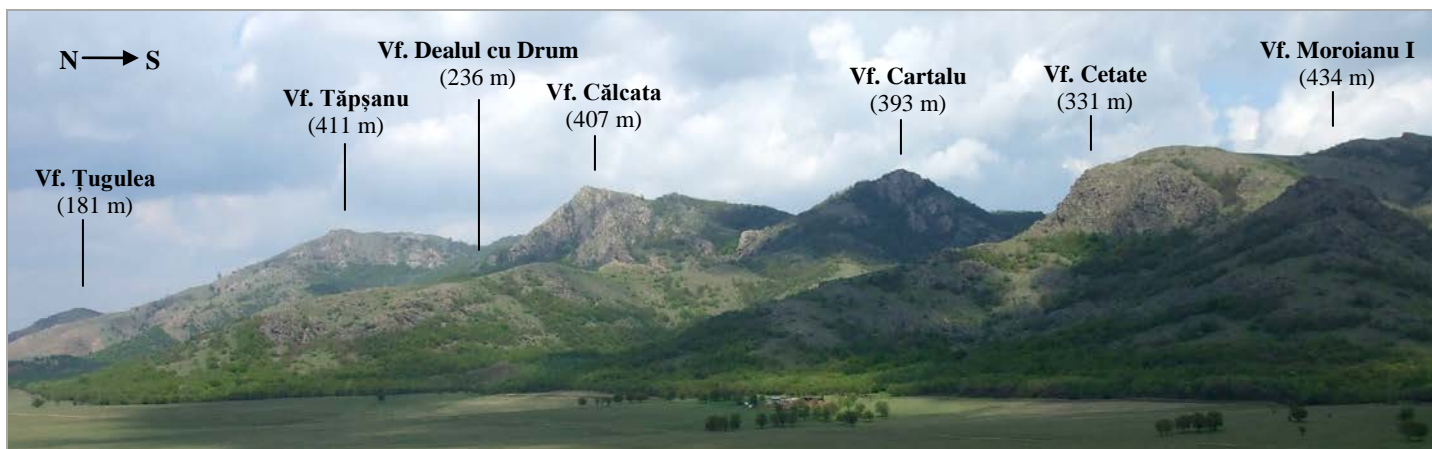 N → S
Vf. Țugulea
(181 m)
Vf. Tăpșanu
(411 m)
Vf. Dealul cu Drum
(236 m)
Vf. Călcata
(407 m)
Vf. Cartalu
(393 m)
Vf. Cetate
(331 m)
Vf. Moroianu I
(434 m)